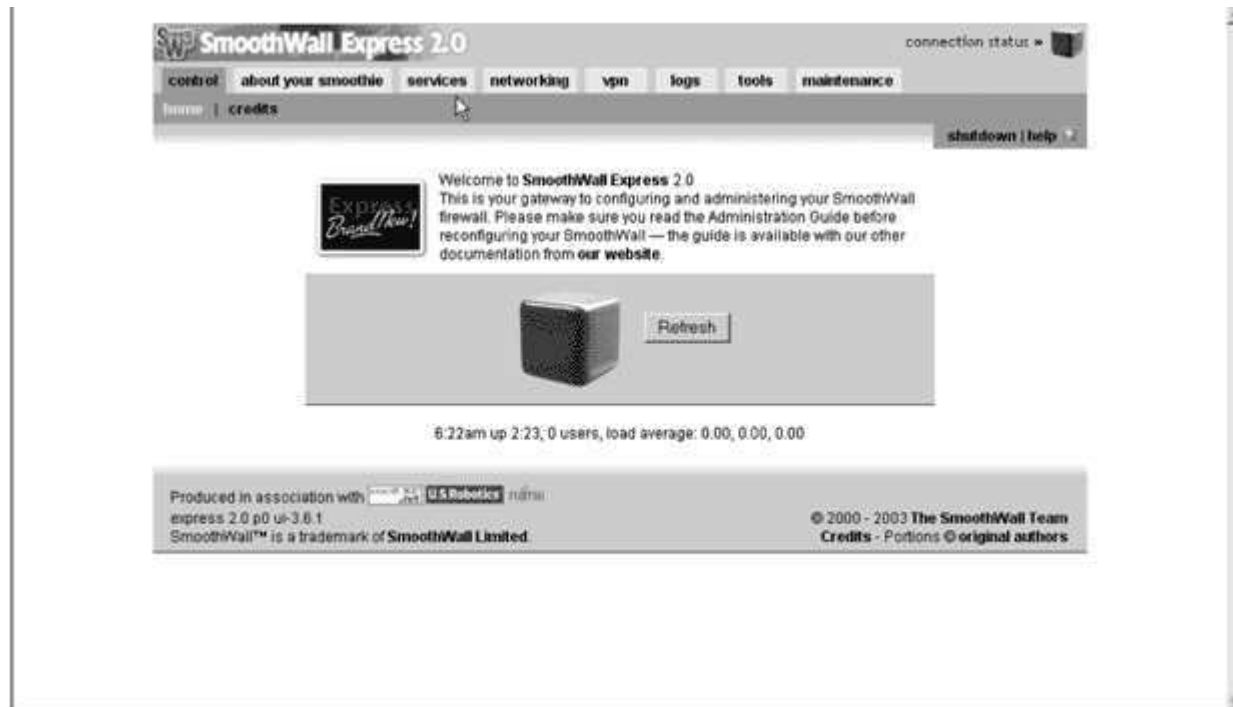 SmoothWall Express 2.0
connection status »
control about your smoothie services networking vpn logs tools maintenance
home | credits
shutdown | help
Express
Brand New!
Welcome to SmoothWall Express 2.0
This is your gateway to configuring and administering your SmoothWall
firewall. Please make sure you read the Administration Guide before
reconfiguring your SmoothWall — the guide is available with our other
documentation from our website.
Refresh
6:22am up 2:23, 0 users, load average: 0.00, 0.00, 0.00
Produced in association with U.S.Robotics
express 2.0 p0 ui-3.6.1
SmoothWall™ is a trademark of SmoothWall Limited.
© 2000 - 2003 The SmoothWall Team
Credits - Portions © original authors